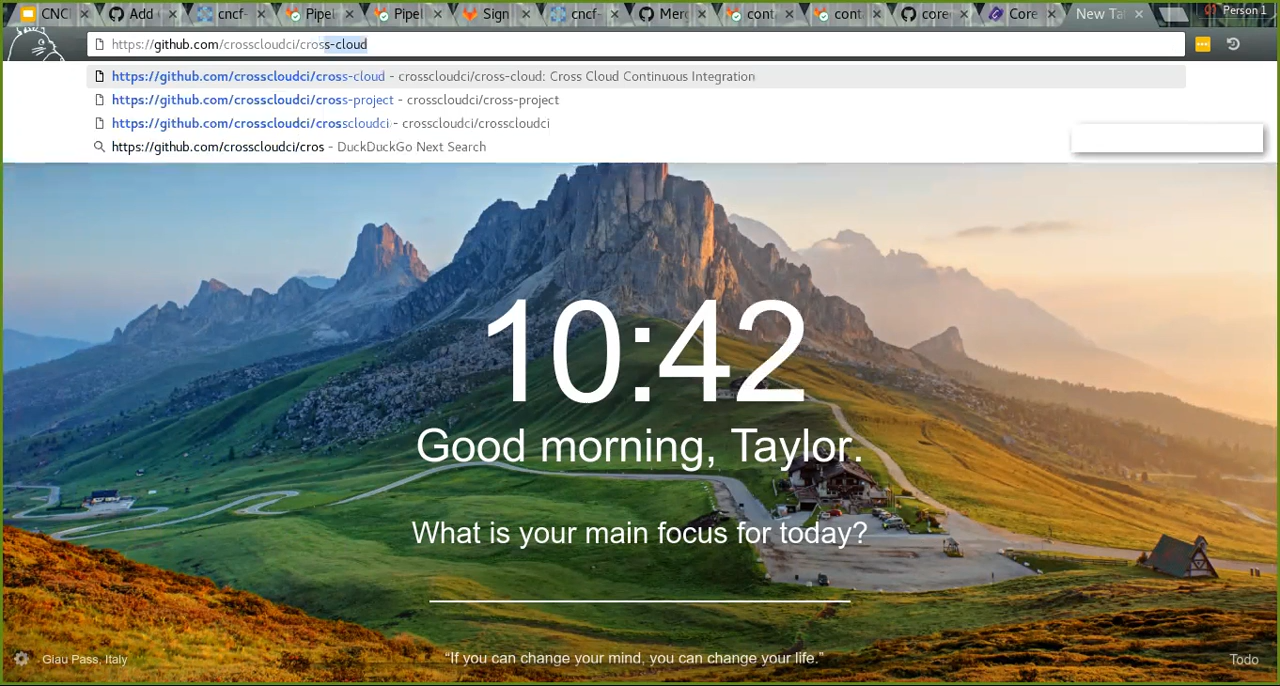 CNCF Add cncf- Pipel Pipel Sign cncf- Merg cont cont core Core New Ta Person 1
https://github.com/crosscloudci/cross-cloud
https://github.com/crosscloudci/cross-cloud - crosscloudci/cross-cloud: Cross Cloud Continuous Integration
https://github.com/crosscloudci/cross-project - crosscloudci/cross-project
https://github.com/crosscloudci/crosscloudci - crosscloudci/crosscloudci
https://github.com/crosscloudci/cros - DuckDuckGo Next Search
10:42
Good morning, Taylor.
What is your main focus for today?
Giau Pass, Italy
“If you can change your mind, you can change your life.”
Todo